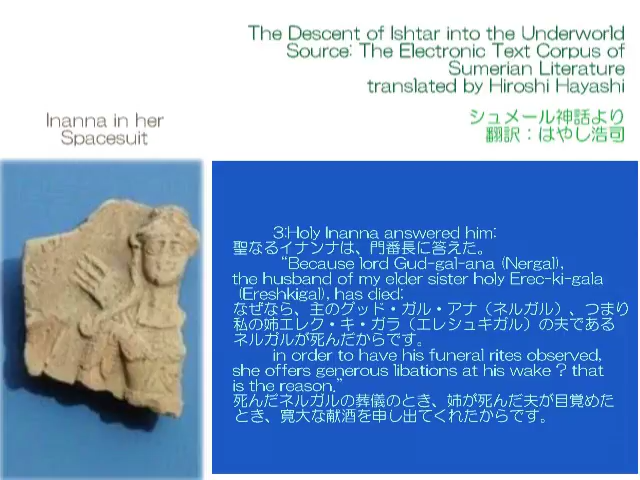 The Descent of Ishtar into the Underworld
Source: The Electronic Text Corpus of
Sumerian Literature
translated by Hiroshi Hayashi
シュメール神話より
翻訳：はやし浩司
Inanna in her
Spacesuit
3:Holy Inanna answered him:
聖なるイナンナは、門番長に答えた。
"Because lord Gud-gal-ana (Nergal),
the husband of my elder sister holy Erec-ki-gala
(Ereshkigal), has died;
なぜなら、主のグッド・ガル・アナ（ネルガル）、つまり
私の姉エレク・キ・ガラ（エレシュキガル）の夫である
ネルガルが死んだからです。
in order to have his funeral rites observed,
she offers generous libations at his wake ? that
is the reason."
死んだネルガルの葬儀のとき、姉が死んだ夫が目覚めた
とき、寛大な献酒を申し出てくれたからです。